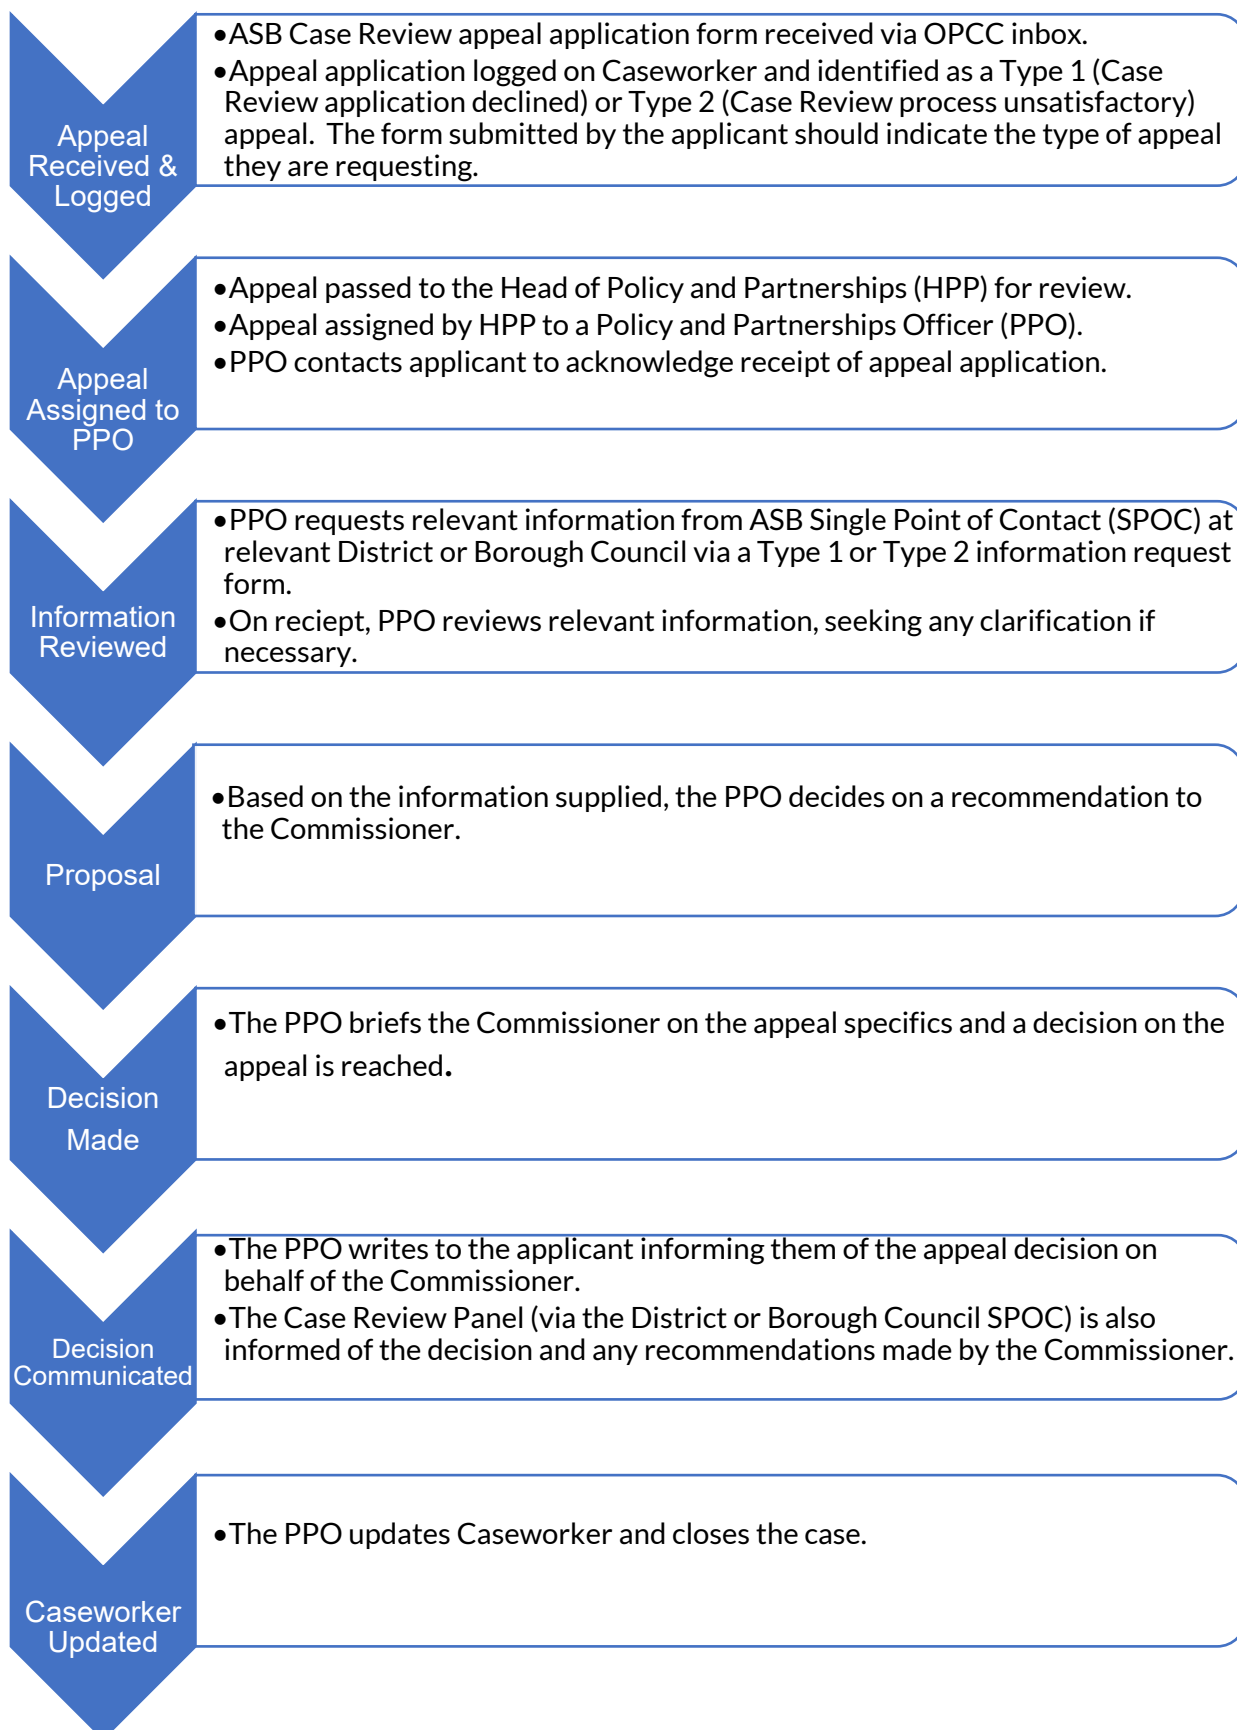 Appeal
Received &
Logged
•ASB Case Review appeal application form received via OPCC inbox.
•Appeal application logged on Caseworker and identified as a Type 1 (Case
Review application declined) or Type 2 (Case Review process unsatisfactory)
appeal.  The form submitted by the applicant should indicate the type of appeal
they are requesting.
Appeal
Assigned to
PPO
•Appeal passed to the Head of Policy and Partnerships (HPP) for review.
•Appeal assigned by HPP to a Policy and Partnerships Officer (PPO).
•PPO contacts applicant to acknowledge receipt of appeal application.
Information
Reviewed
•PPO requests relevant information from ASB Single Point of Contact (SPOC) at
relevant District or Borough Council via a Type 1 or Type 2 information request
form.
•On reciept, PPO reviews relevant information, seeking any clarification if
necessary.
Proposal
•Based on the information supplied, the PPO decides on a recommendation to
the Commissioner.
Decision
Made
•The PPO briefs the Commissioner on the appeal specifics and a decision on the
appeal is reached.
Decision
Communicated
•The PPO writes to the applicant informing them of the appeal decision on
behalf of the Commissioner.
•The Case Review Panel (via the District or Borough Council SPOC) is also
informed of the decision and any recommendations made by the Commissioner.
Caseworker
Updated
•The PPO updates Caseworker and closes the case.